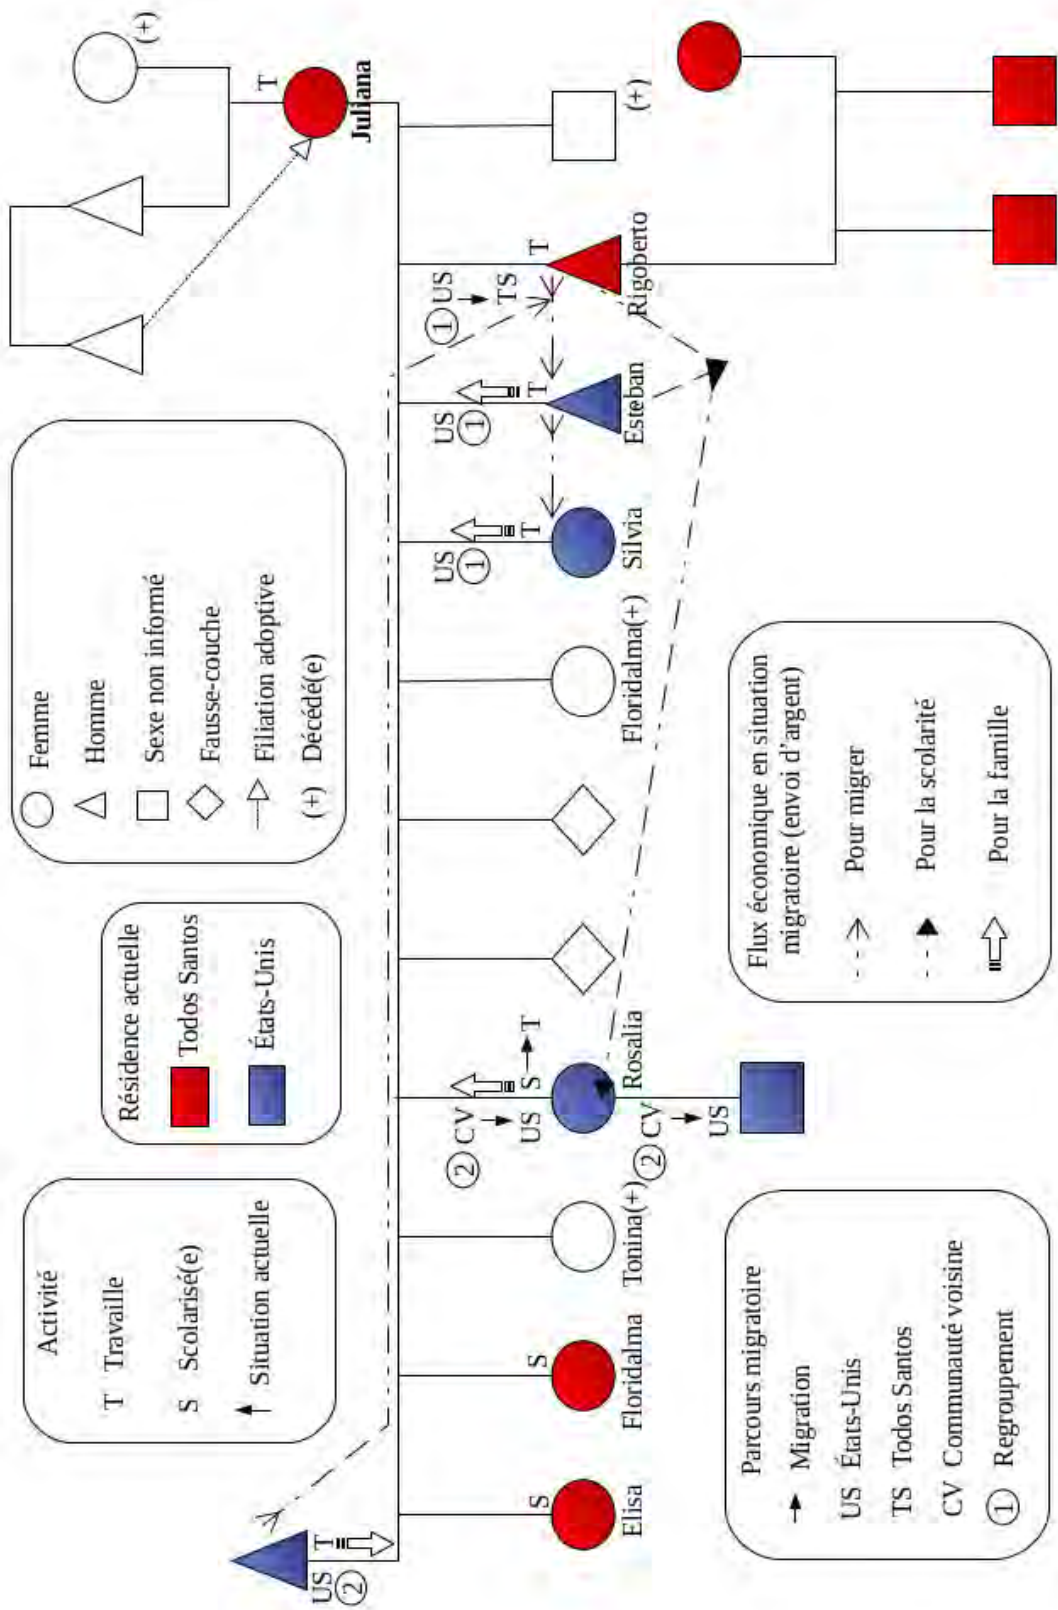 (+)
T
Juliana
Femme
Homme
Sexe non informé
Fausse-couche
Filiation adoptive
(+) Décédé(e)
Résidence actuelle
Todos Santos
États-Unis
Activité
T Travaille
S Scolarisé(e)
Situation actuelle
US
2
T
S
Elisa
S
Floridalma
Tonina(+)
2 CV
US
S
T
Rosalia
2 CV
US
Floridalma(+)
US
1
T
Silvia
US
1
T
Esteban
1 US
TS
T
Rigoberto
(+)
Parcours migratoire
Migration
US États-Unis
TS Todos Santos
CV Communauté voisine
1 Regroupement
Flux économique en situation
migratoire (envoi d'argent)
Pour migrer
Pour la scolarité
Pour la famille